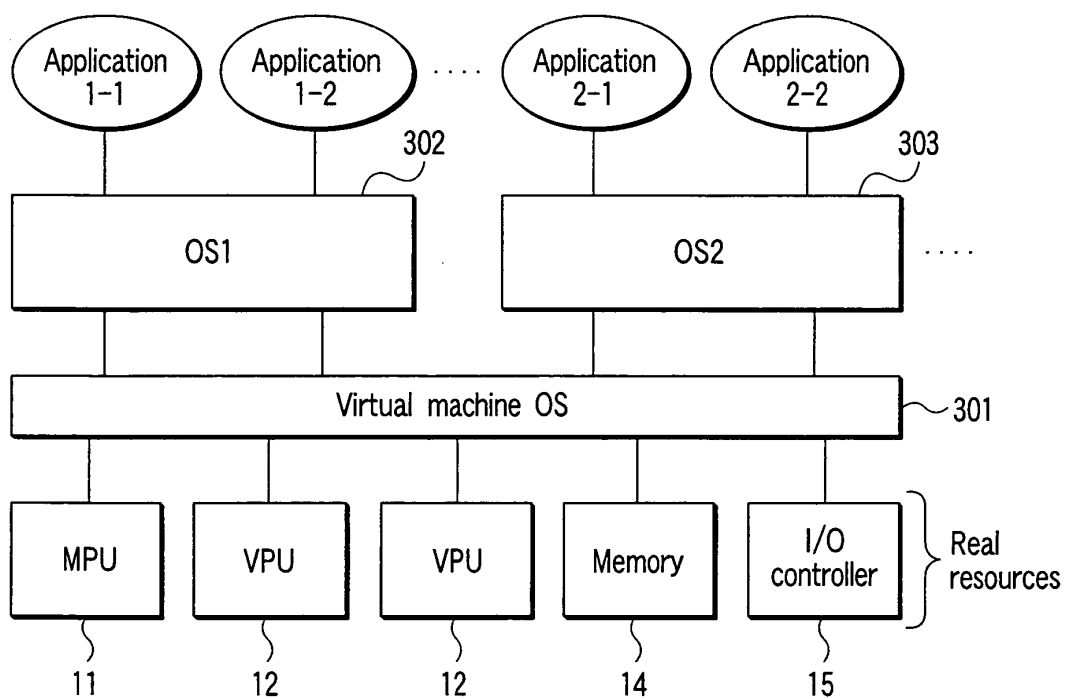 Application
1-1
Application
1-2
....
Application
2-1
Application
2-2
302
303
OS1
OS2
....
Virtual machine OS
301
MPU
VPU
VPU
Memory
I/O
controller
Real
resources
11
12
12
14
15